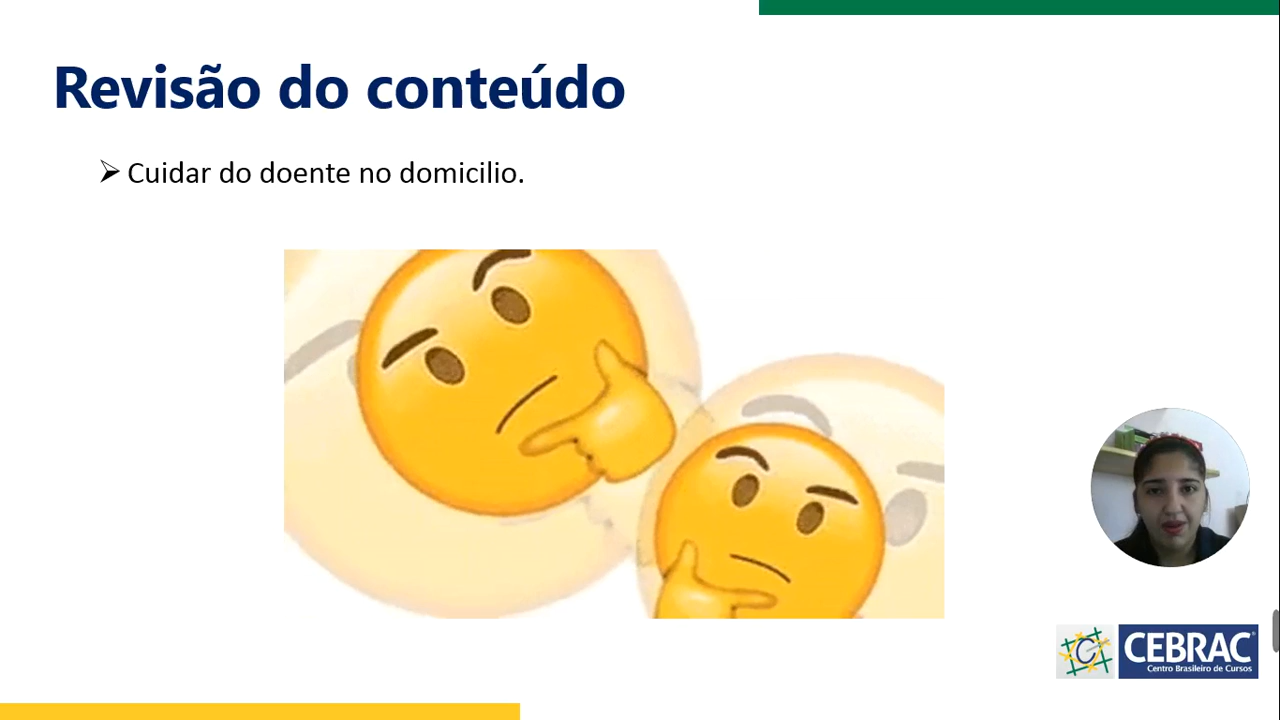 Revisão do conteúdo
➢ Cuidar do doente no domicilio.
CEBRAC®
Centro Brasileiro de Cursos